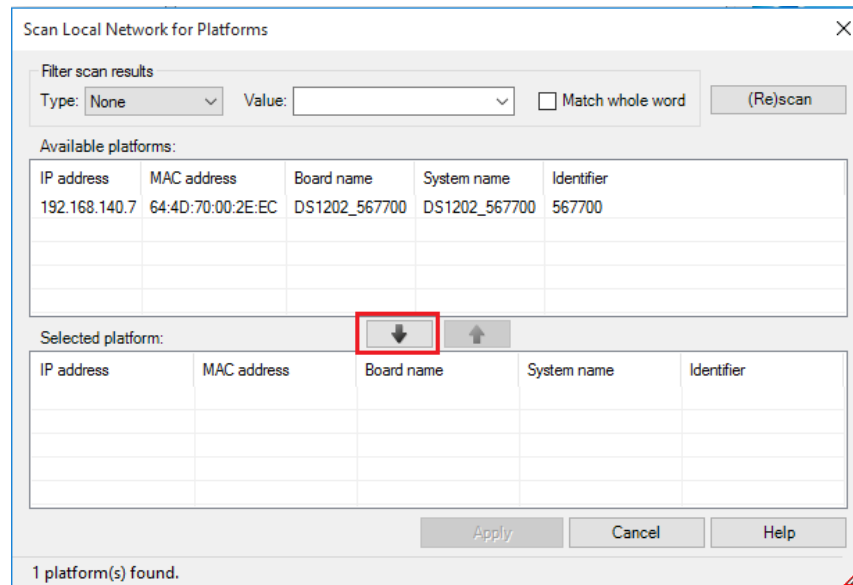 Scan Local Network for Platforms
Filter scan results
Type: None Value: Match whole word (Re)scan
Available platforms:
IP address MAC address Board name System name Identifier
192.168.140.7 64:4D:70:00:2E:EC DS1202_567700 DS1202_567700 567700
Selected platform:
IP address MAC address Board name System name Identifier
Apply Cancel Help
1 platform(s) found.